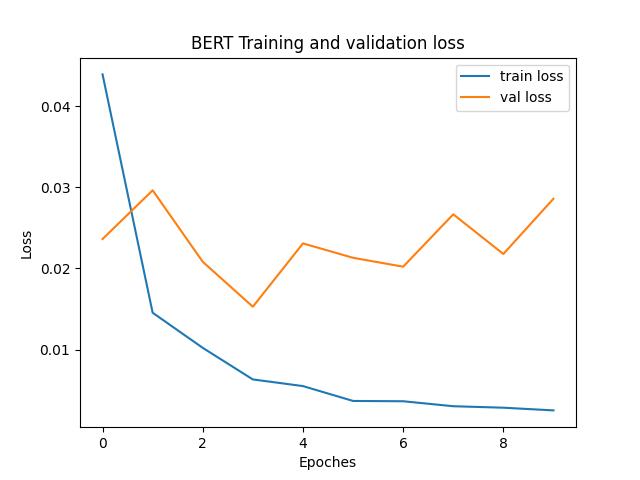 BERT Training and validation loss
train loss
val loss
0.04
0.03
0.02
0.01
Loss
0 2 4 6 8
Epoches